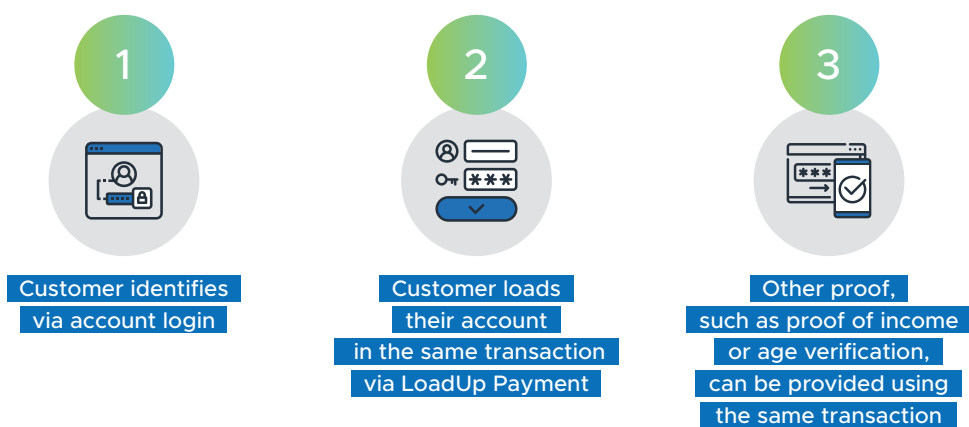 1
Customer identifies
via account login
2
***
Customer loads
their account
in the same transaction
via LoadUp Payment
3
***
Other proof,
such as proof of income
or age verification,
can be provided using
the same transaction